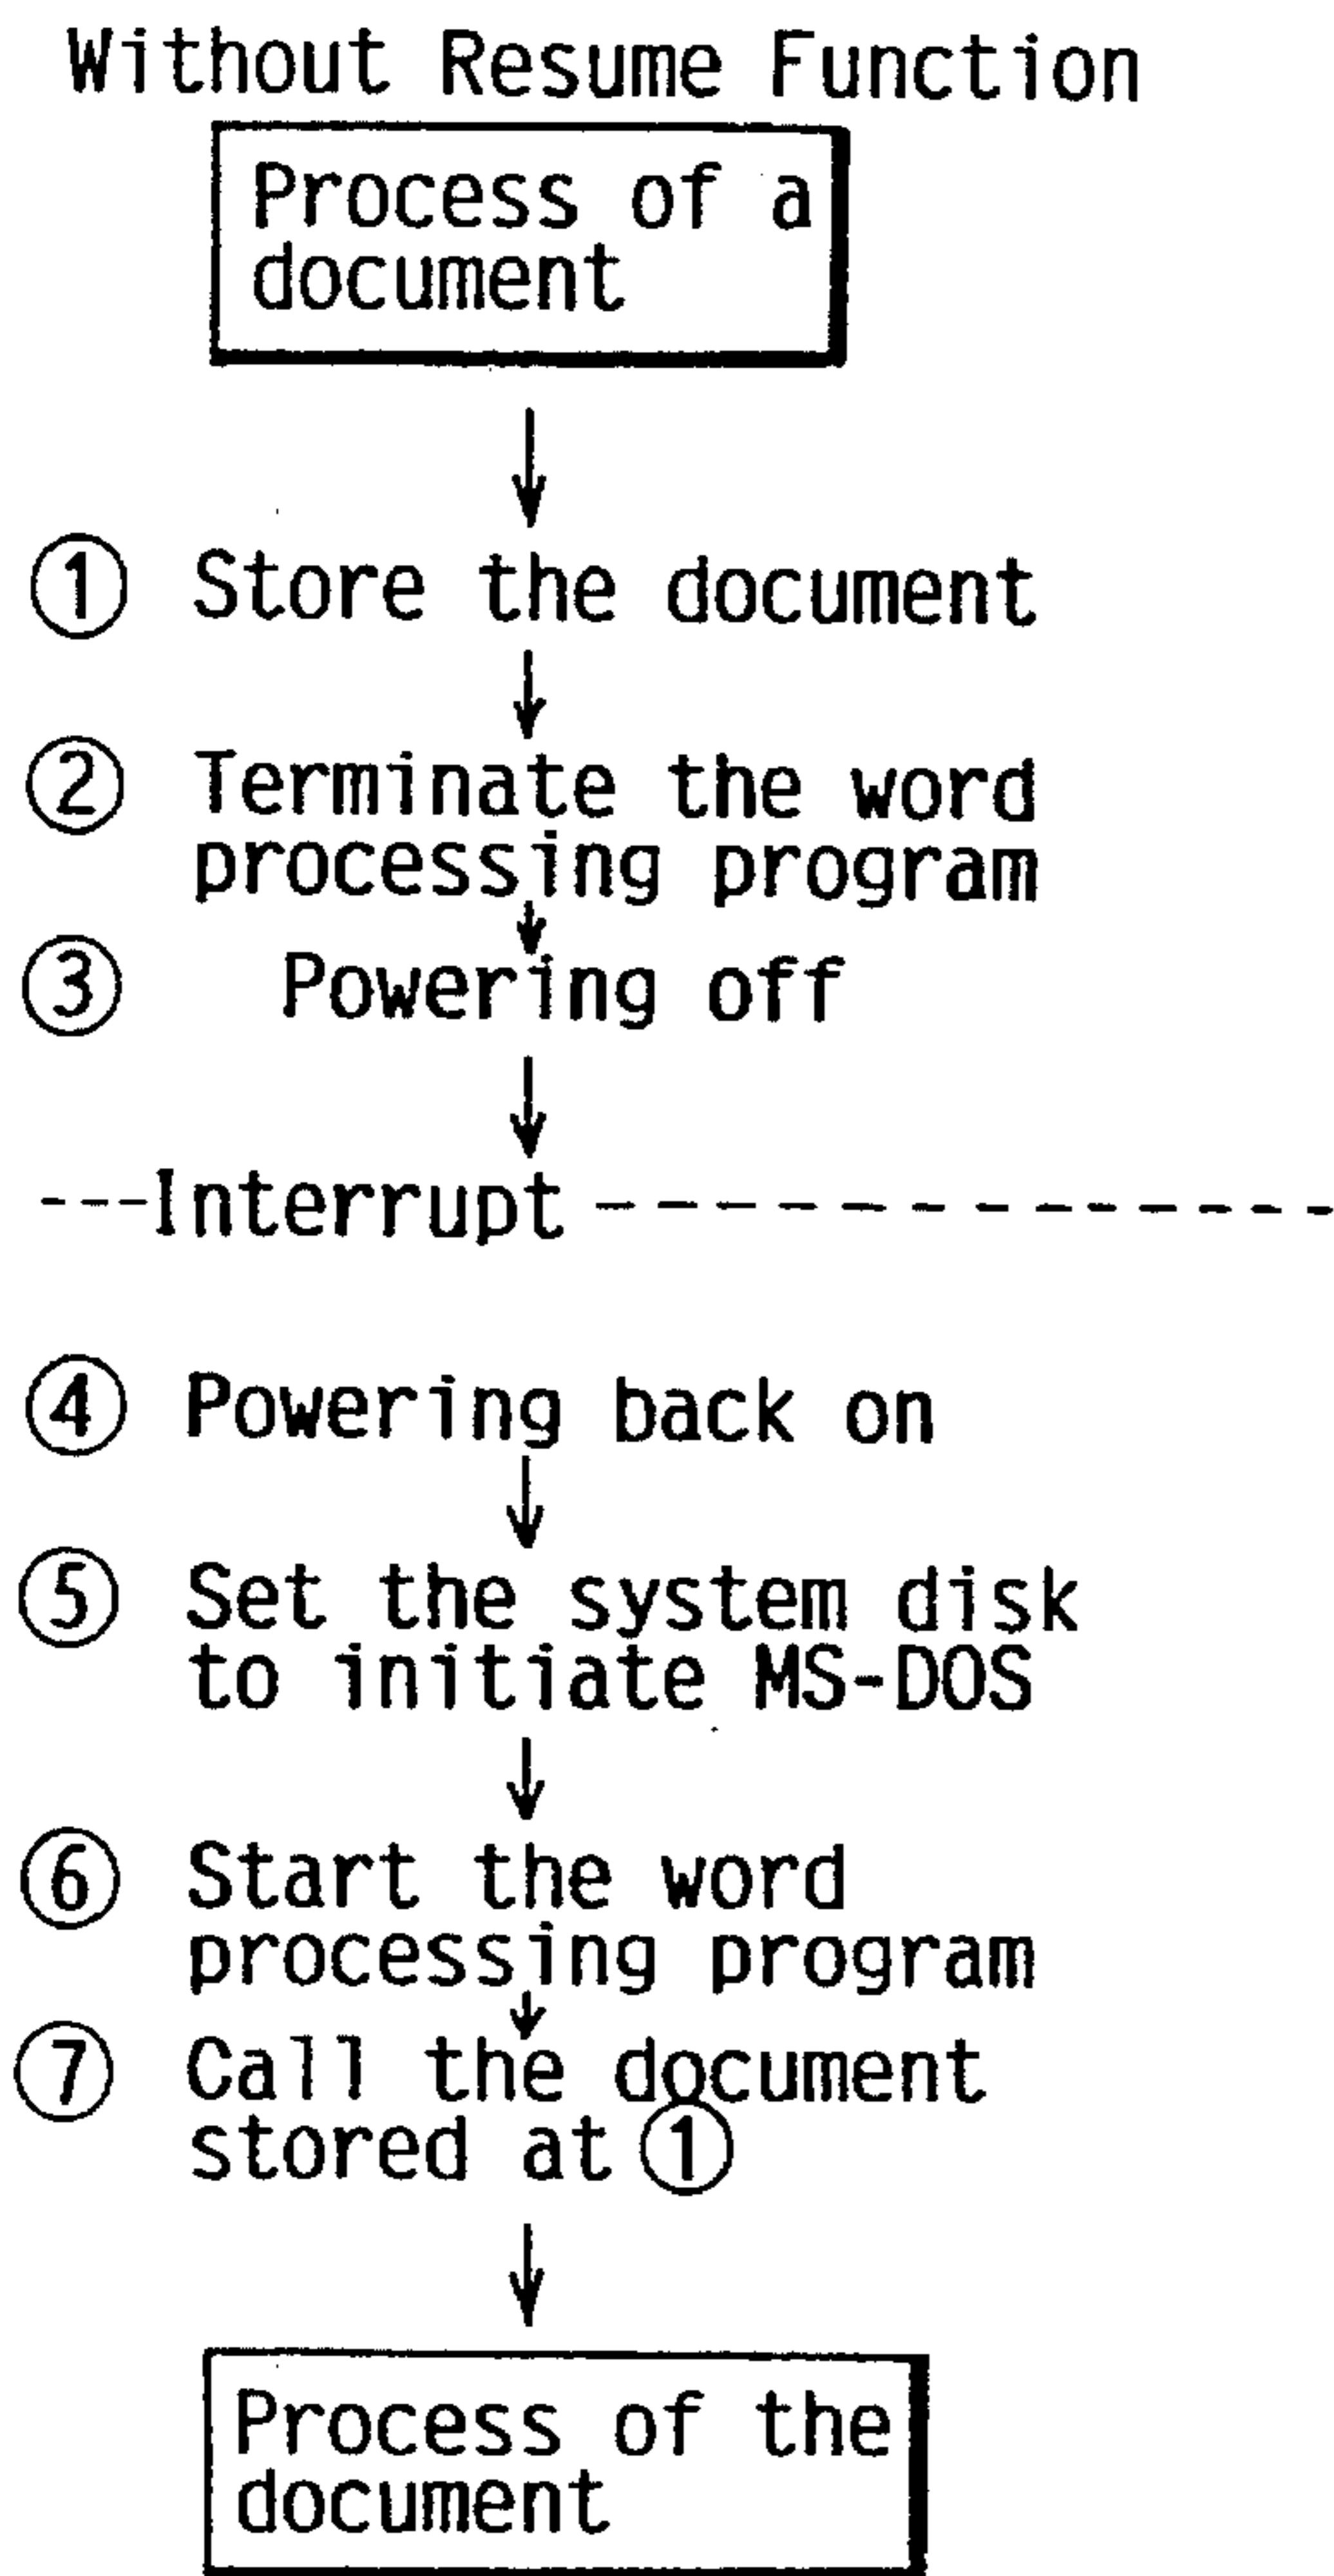 Without Resume Function
Process of a
document
① Store the document
② Terminate the word
processing program
③ Powering off
---Interrupt-------------
④ Powering back on
⑤ Set the system disk
to initiate MS-DOS
⑥ Start the word
processing program
⑦ Call the document
stored at ①
Process of the
document